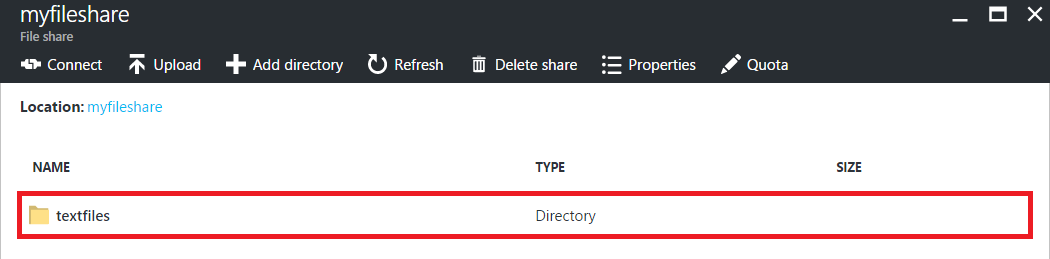 myfileshare
File share
Connect Upload Add directory Refresh Delete share Properties Quota
Location: myfileshare
NAME TYPE SIZE
textfiles Directory